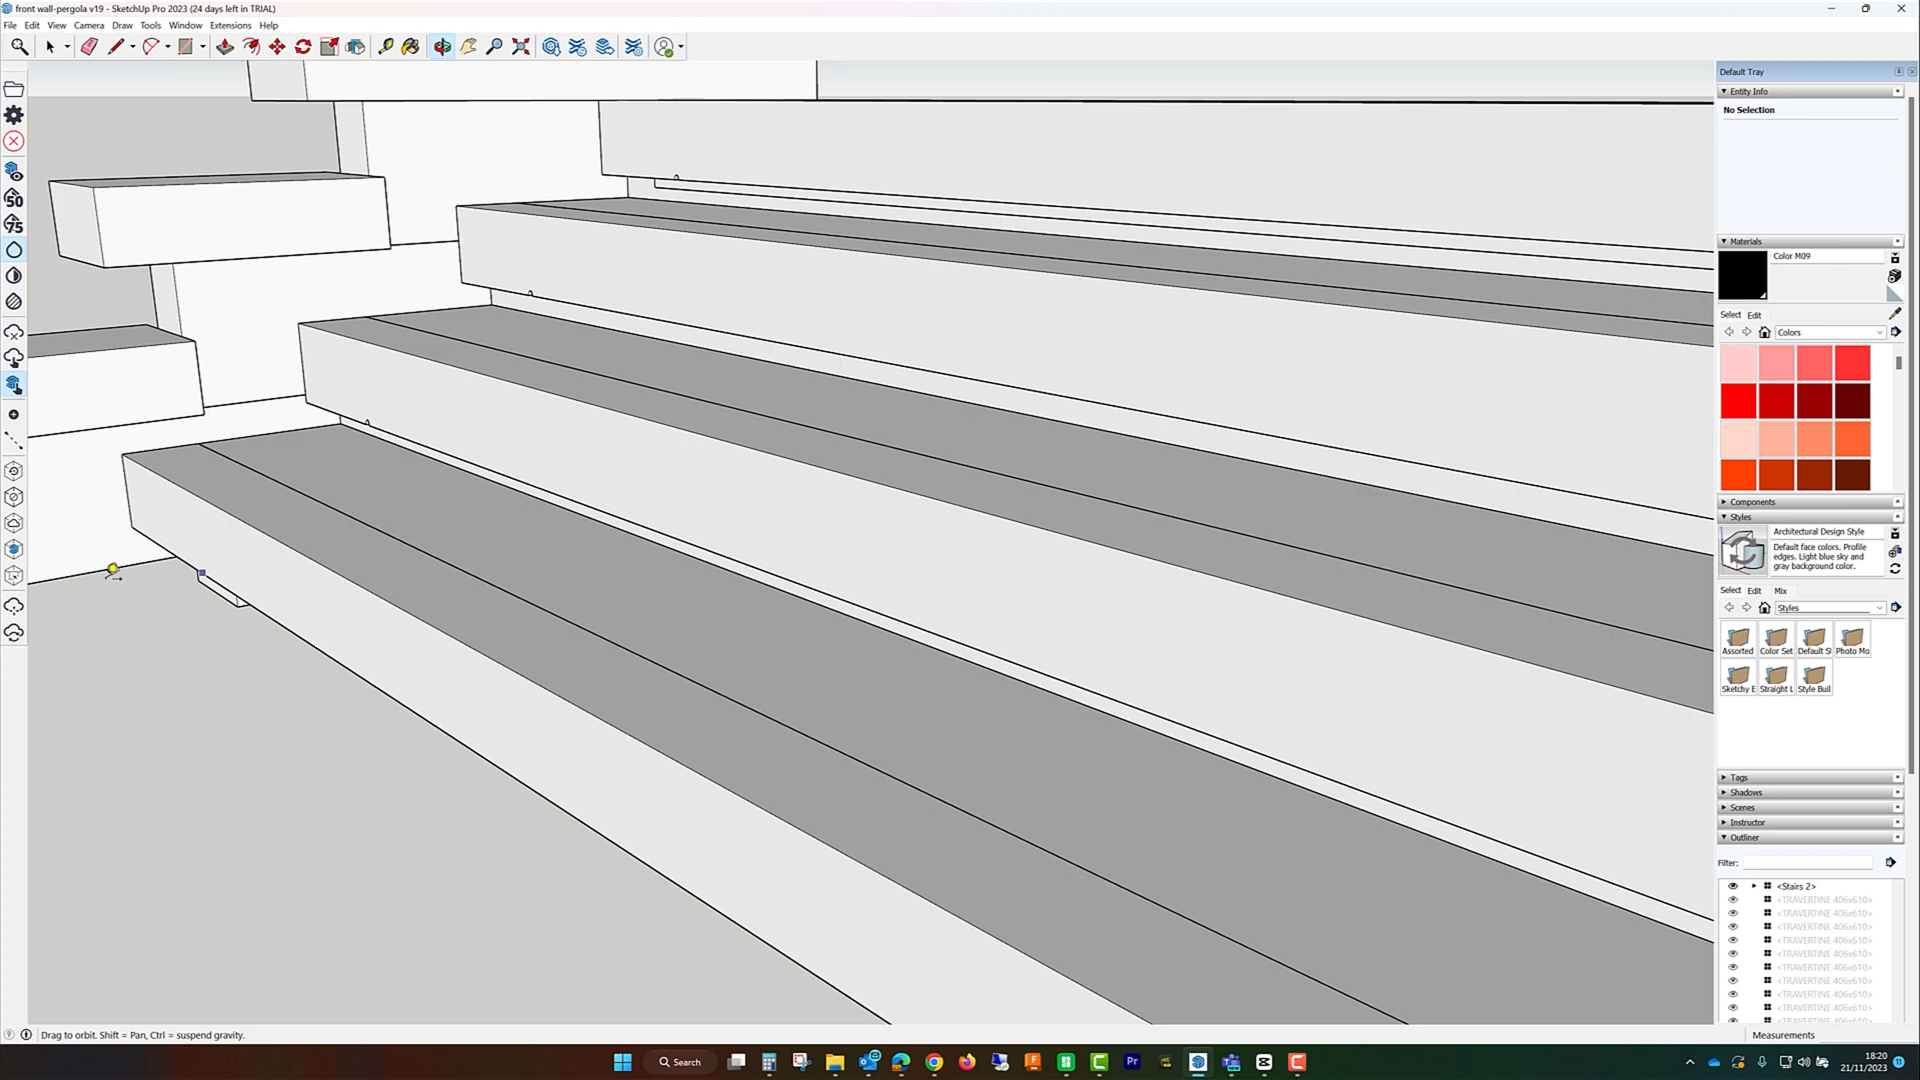 front wall-pergola v19 - SketchUp Pro 2023 (24 days left in TRIAL)
File Edit View Camera Draw Tools Window Extensions Help
Default Tray
Entity Info
No Selection
50
75
Materials
Color M09
Select Edit
Colors
Components
Styles
Architectural Design Style
Default face colors. Profile
edges. Light blue sky and
gray background color.
Select Edit Mix
Styles
Assorted Color Set Default S Photo Mo
Sketchy E Straight L Style Buil
Tags
Shadows
Scenes
Instructor
Outliner
Filter:
<Stairs 2>
<TRAVERTINE 406x610>
<TRAVERTINE 406x610>
<TRAVERTINE 406x610>
<TRAVERTINE 406x610>
<TRAVERTINE 406x610>
<TRAVERTINE 406x610>
<TRAVERTINE 406x610>
<TRAVERTINE 406x610>
<TRAVERTINE 406x610>
Drag to orbit. Shift = Pan, Ctrl = suspend gravity.
Measurements
Search
Pr
18:20
21/11/2023